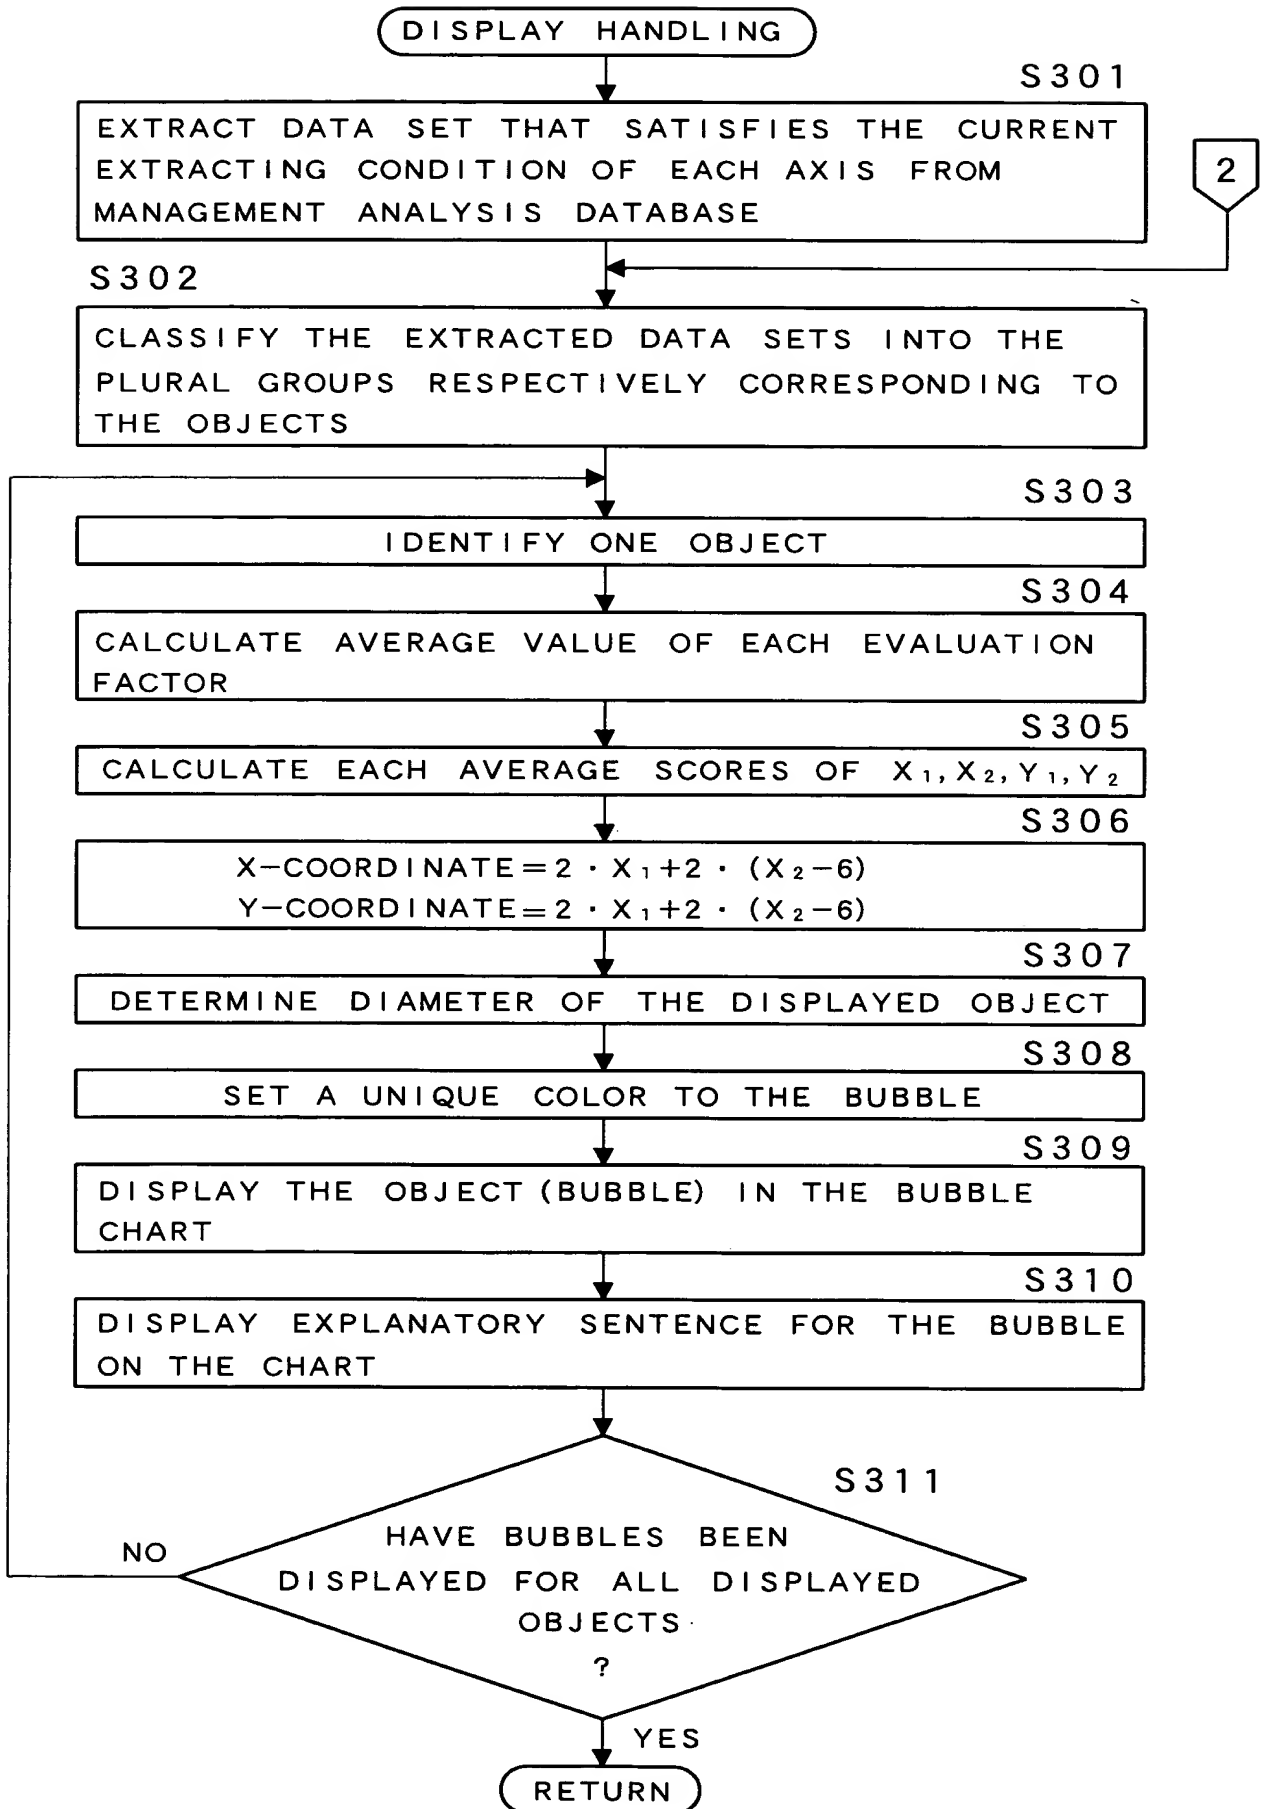 DISPLAY HANDLING
S301
EXTRACT DATA SET THAT SATISFIES THE CURRENT
EXTRACTING CONDITION OF EACH AXIS FROM
MANAGEMENT ANALYSIS DATABASE
2
S302
CLASSIFY THE EXTRACTED DATA SETS INTO THE
PLURAL GROUPS RESPECTIVELY CORRESPONDING TO
THE OBJECTS
S303
IDENTIFY ONE OBJECT
S304
CALCULATE AVERAGE VALUE OF EACH EVALUATION
FACTOR
S305
CALCULATE EACH AVERAGE SCORES OF X₁, X₂, Y₁, Y₂
S306
X-COORDINATE=2・X₁+2・(X₂-6)
Y-COORDINATE=2・X₁+2・(X₂-6)
S307
DETERMINE DIAMETER OF THE DISPLAYED OBJECT
S308
SET A UNIQUE COLOR TO THE BUBBLE
S309
DISPLAY THE OBJECT (BUBBLE) IN THE BUBBLE
CHART
S310
DISPLAY EXPLANATORY SENTENCE FOR THE BUBBLE
ON THE CHART
S311
HAVE BUBBLES BEEN
DISPLAYED FOR ALL DISPLAYED
OBJECTS
?
NO
YES
RETURN